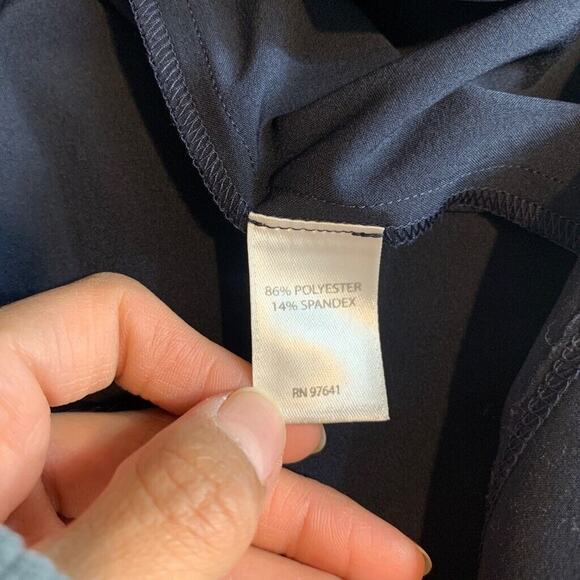 86% POLYESTER
14% SPANDEX
RN 97641